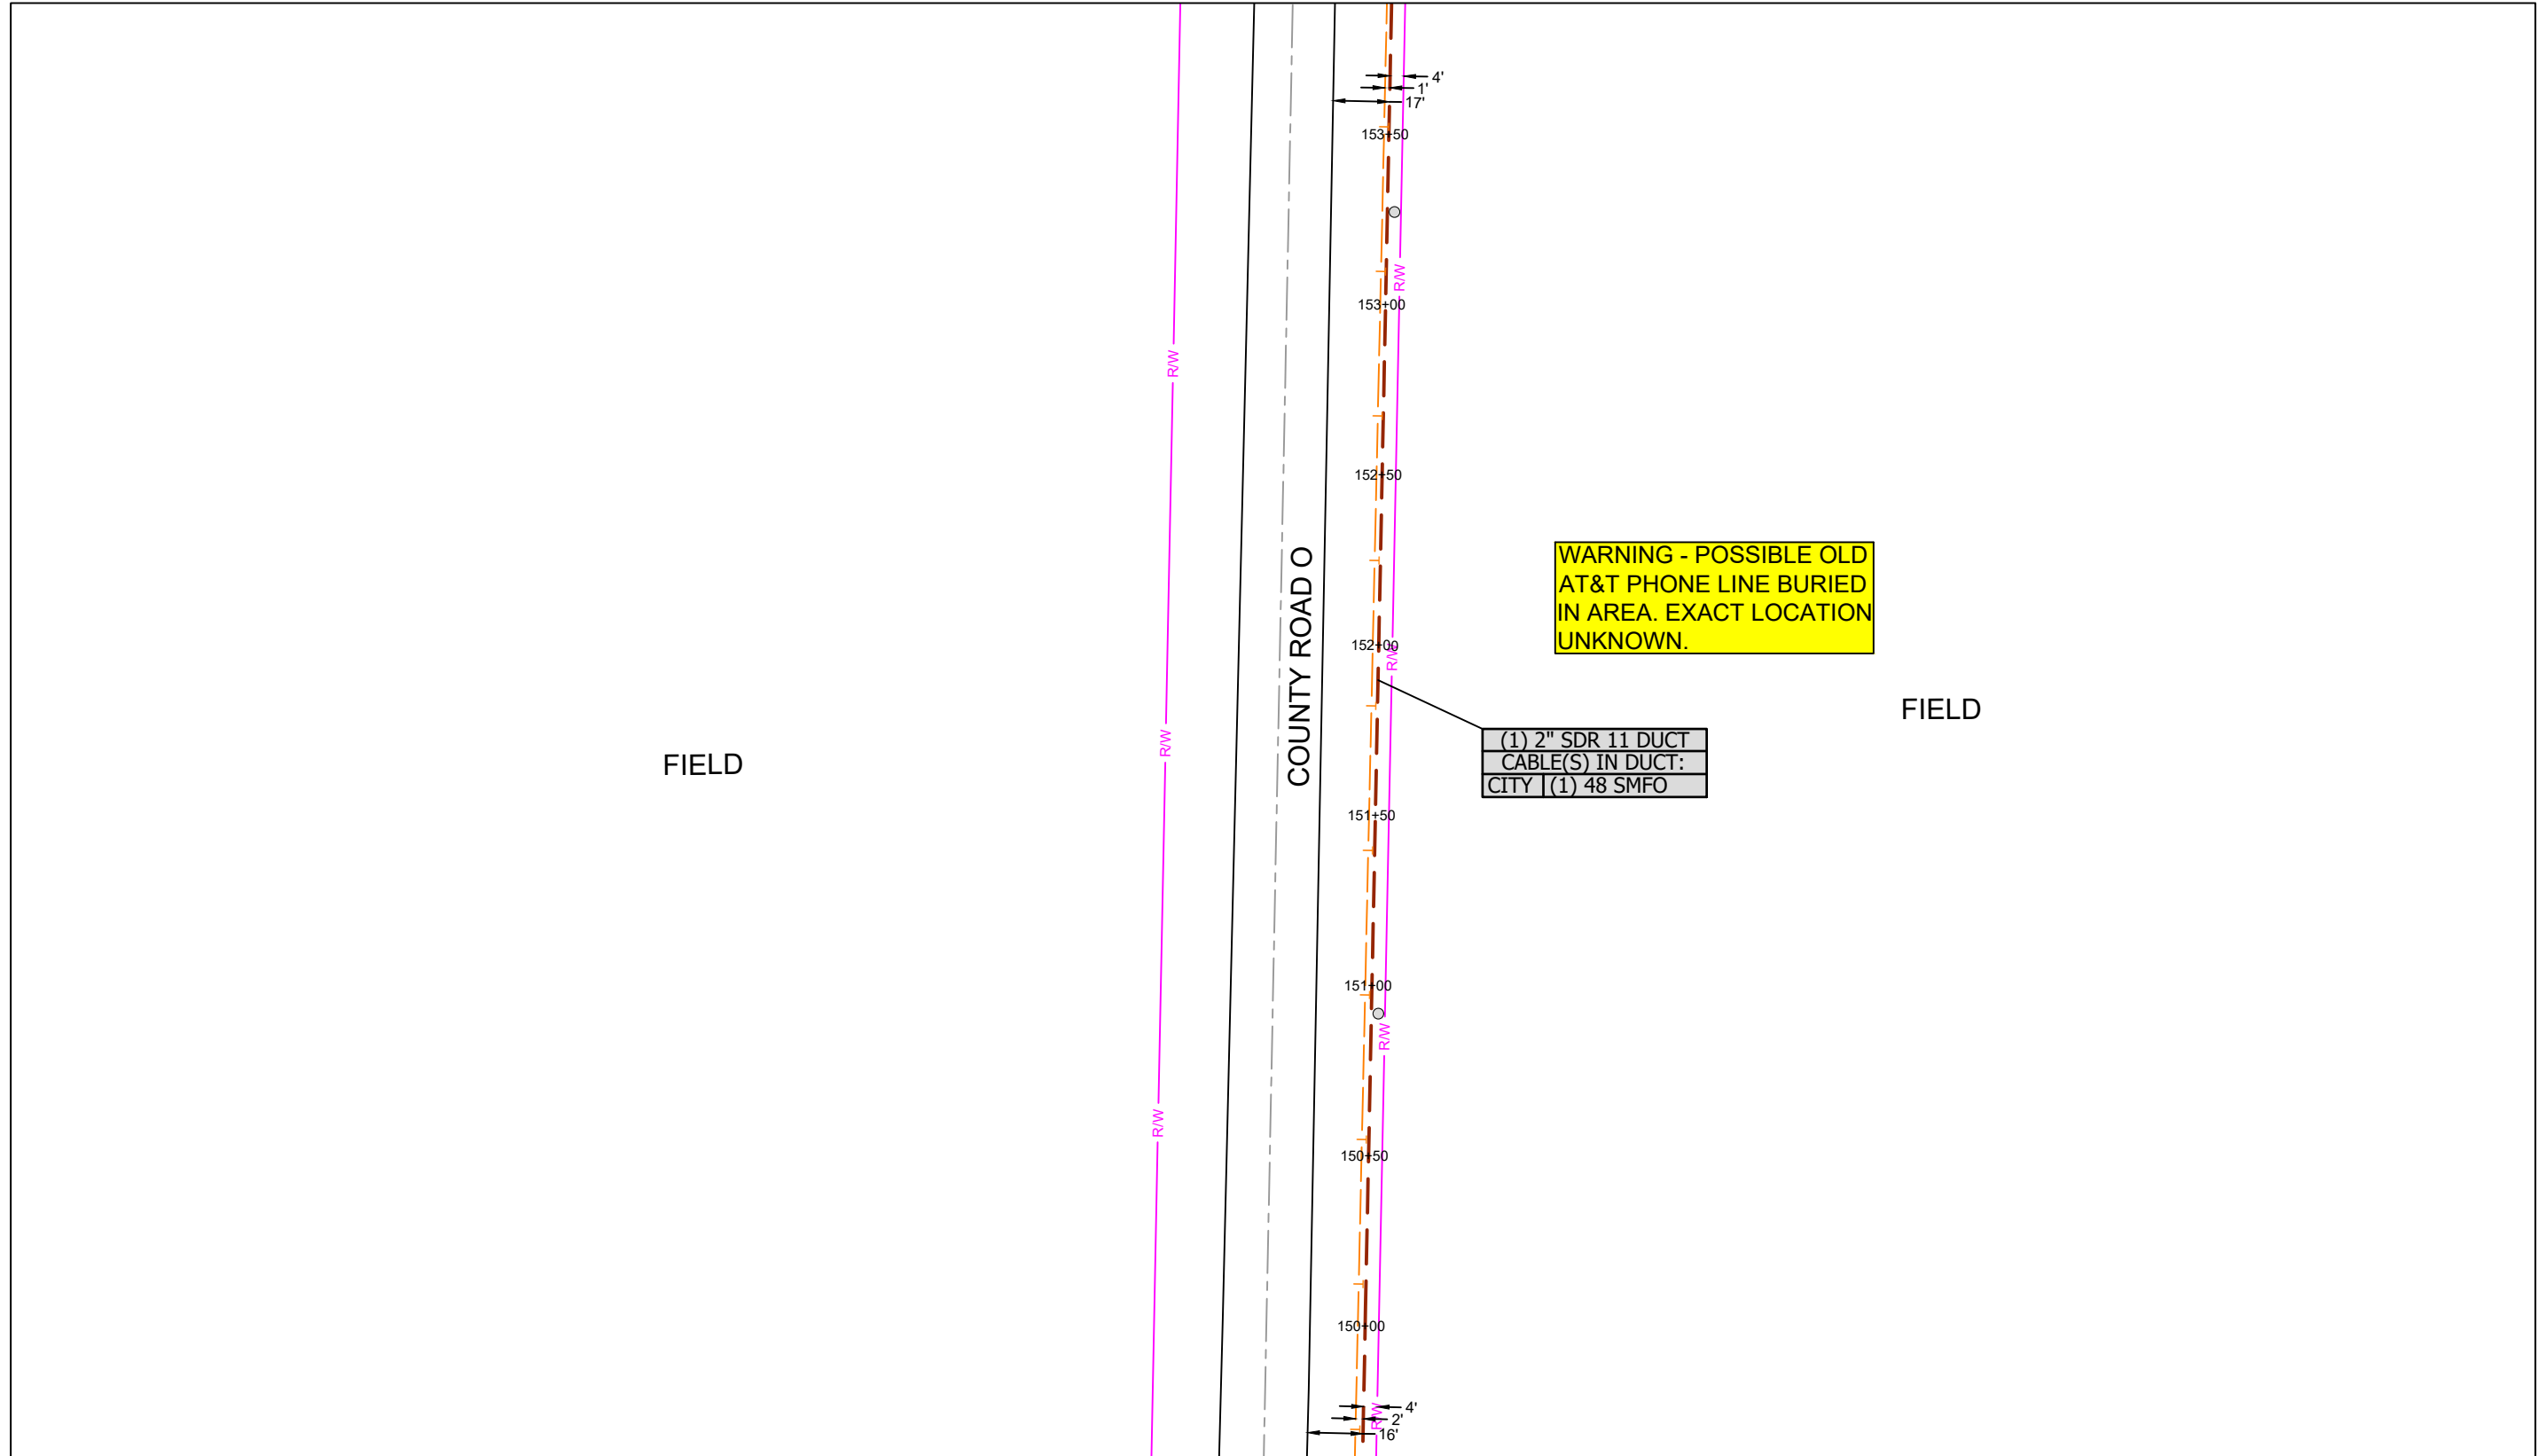 4'
1'
17'
153+50
R/W
153+00
R/W
152+50
COUNTY ROAD O
WARNING - POSSIBLE OLD
AT&T PHONE LINE BURIED
IN AREA. EXACT LOCATION
UNKNOWN.
152+00
R/W
FIELD
(1) 2" SDR 11 DUCT
CABLE(S) IN DUCT:
CITY (1) 48 SMFO
R/W
FIELD
151+50
151+00
R/W
R/W
150+50
150+00
4'
R/W
2'
16'